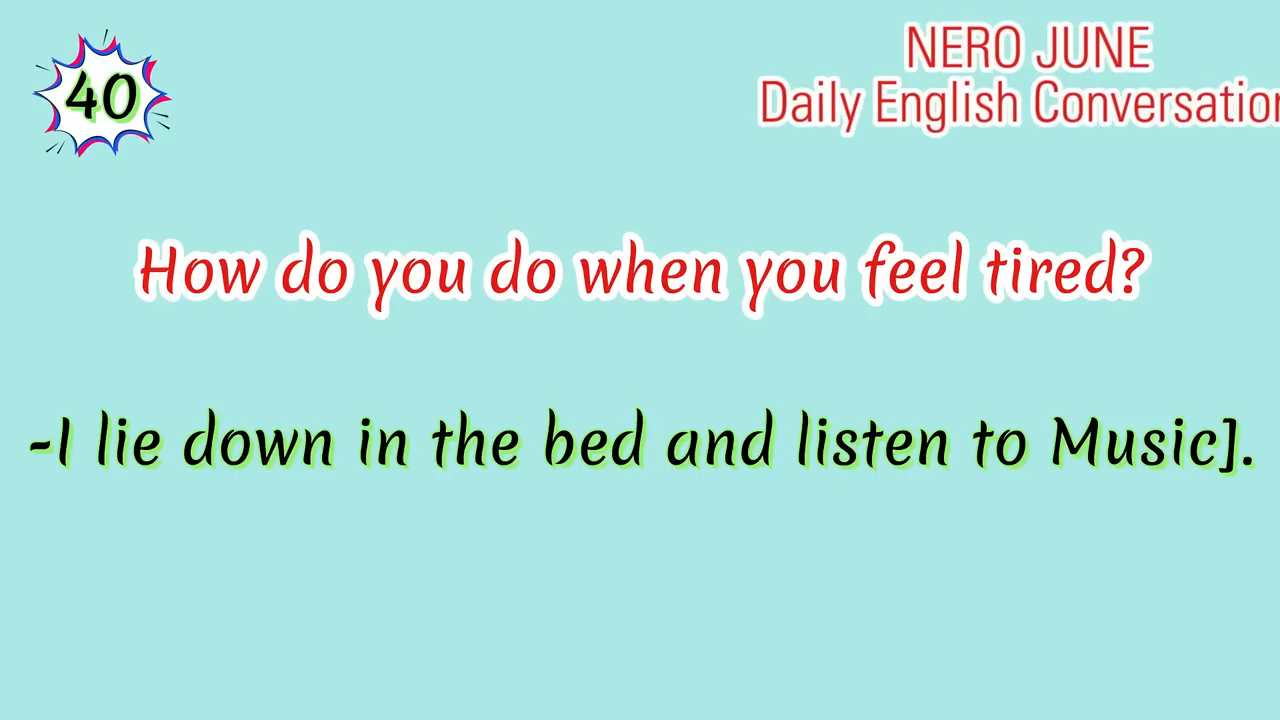 40
NERO JUNE
Daily English Conversation
How do you do when you feel tired?
-I lie down in the bed and listen to Music].